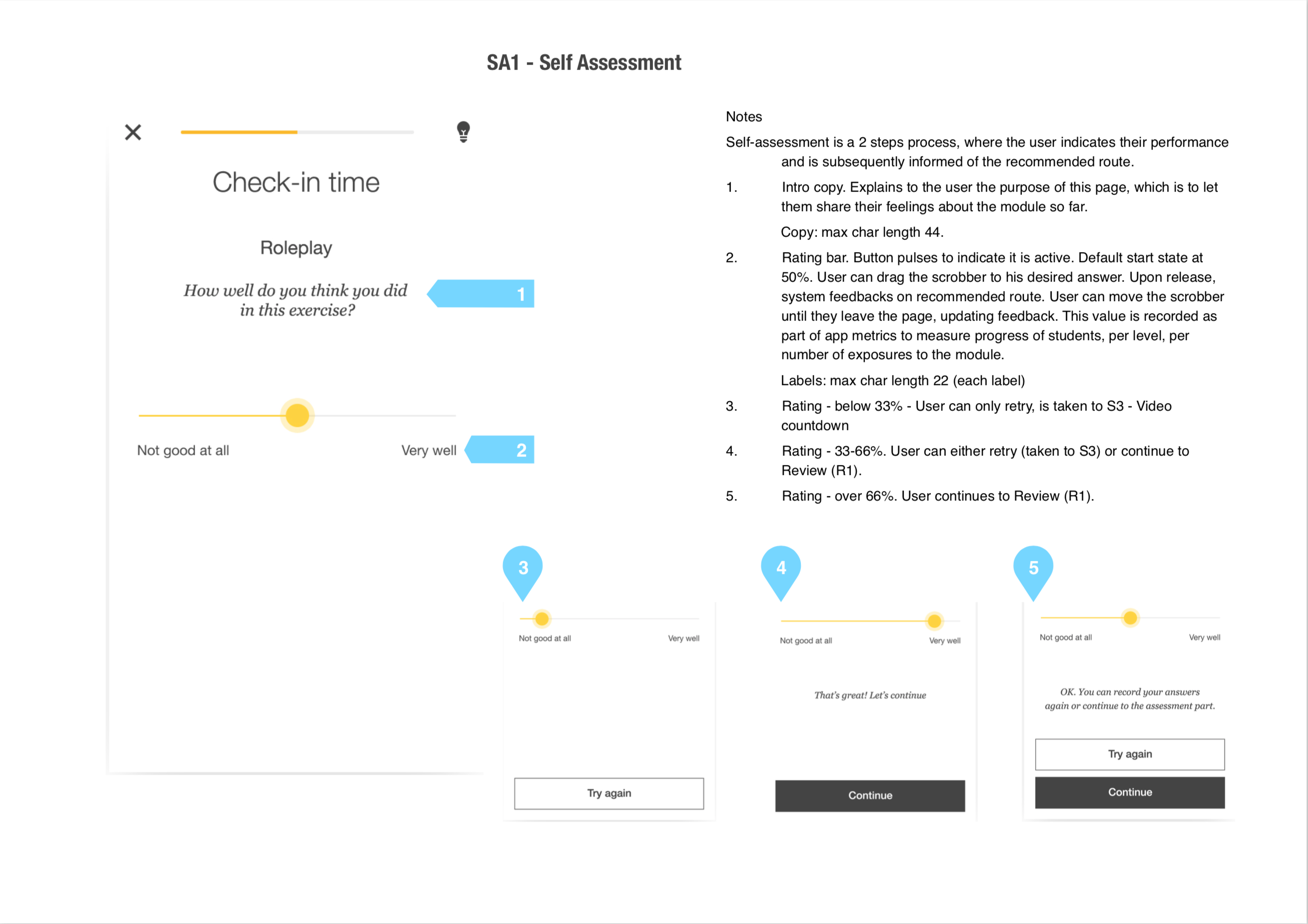 SA1 - Self Assessment
Check-in time
Roleplay
How well do you think you did
in this exercise?
1
Not good at all
Very well
2
Notes
Self-assessment is a 2 steps process, where the user indicates their performance
and is subsequently informed of the recommended route.
1. Intro copy. Explains to the user the purpose of this page, which is to let
them share their feelings about the module so far.
Copy: max char length 44.
2. Rating bar. Button pulses to indicate it is active. Default start state at
50%. User can drag the scrobber to his desired answer. Upon release,
system feedbacks on recommended route. User can move the scrobber
until they leave the page, updating feedback. This value is recorded as
part of app metrics to measure progress of students, per level, per
number of exposures to the module.
Labels: max char length 22 (each label)
3. Rating - below 33% - User can only retry, is taken to S3 - Video
countdown
4. Rating - 33-66%. User can either retry (taken to S3) or continue to
Review (R1).
5. Rating - over 66%. User continues to Review (R1).
3
Not good at all
Very well
Try again
4
Not good at all
Very well
That's great! Let's continue
Continue
5
Not good at all
Very well
OK. You can record your answers
again or continue to the assessment part.
Try again
Continue